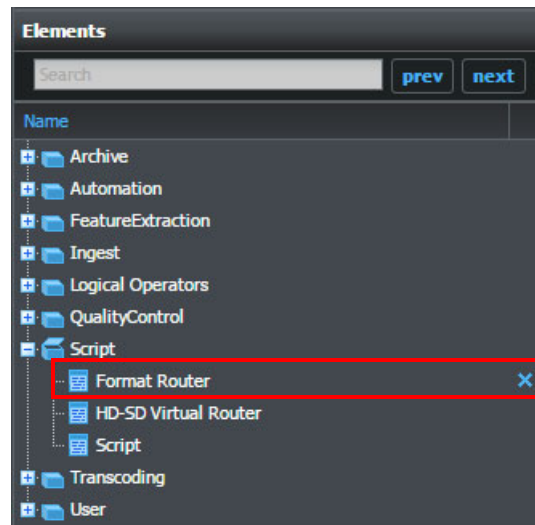 Elements
Search prev next
Name
Archive
Automation
FeatureExtraction
Ingest
Logical Operators
QualityControl
Script
Format Router
HD-SD Virtual Router
Script
Transcoding
User